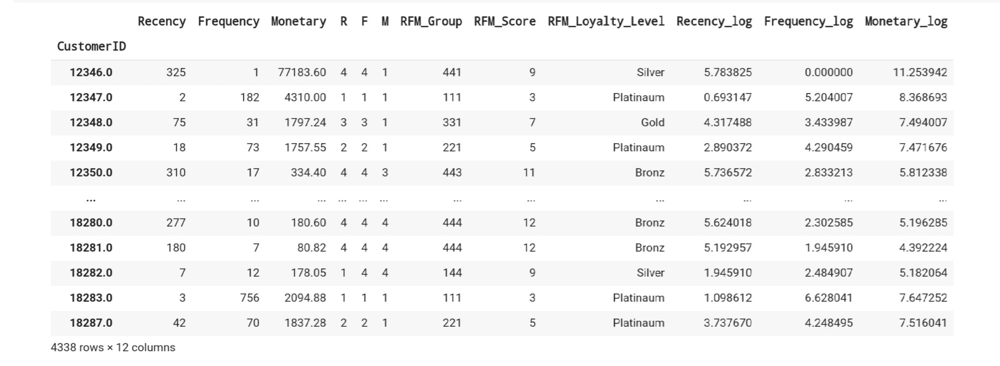 Recency Frequency Monetary R F M RFM_Group RFM_Score RFM_Loyalty_Level Recency_log Frequency_log Monetary_log
CustomerID
12346.0 325 1 77183.60 4 4 1 441 9 Silver 5.783825 0.000000 11.253942
12347.0 2 182 4310.00 1 1 1 111 3 Platinaum 0.693147 5.204007 8.368693
12348.0 75 31 1797.24 3 3 1 331 7 Gold 4.317488 3.433987 7.494007
12349.0 18 73 1757.55 2 2 1 221 5 Platinaum 2.890372 4.290459 7.471676
12350.0 310 17 334.40 4 4 3 443 11 Bronz 5.736572 2.833213 5.812338
... ... ... ... ... ... ... ... ... ... ... ... ...
18280.0 277 10 180.60 4 4 4 444 12 Bronz 5.624018 2.302585 5.196285
18281.0 180 7 80.82 4 4 4 444 12 Bronz 5.192957 1.945910 4.392224
18282.0 7 12 178.05 1 4 4 144 9 Silver 1.945910 2.484907 5.182064
18283.0 3 756 2094.88 1 1 1 111 3 Platinaum 1.098612 6.628041 7.647252
18287.0 42 70 1837.28 2 2 1 221 5 Platinaum 3.737670 4.248495 7.516041
4338 rows × 12 columns